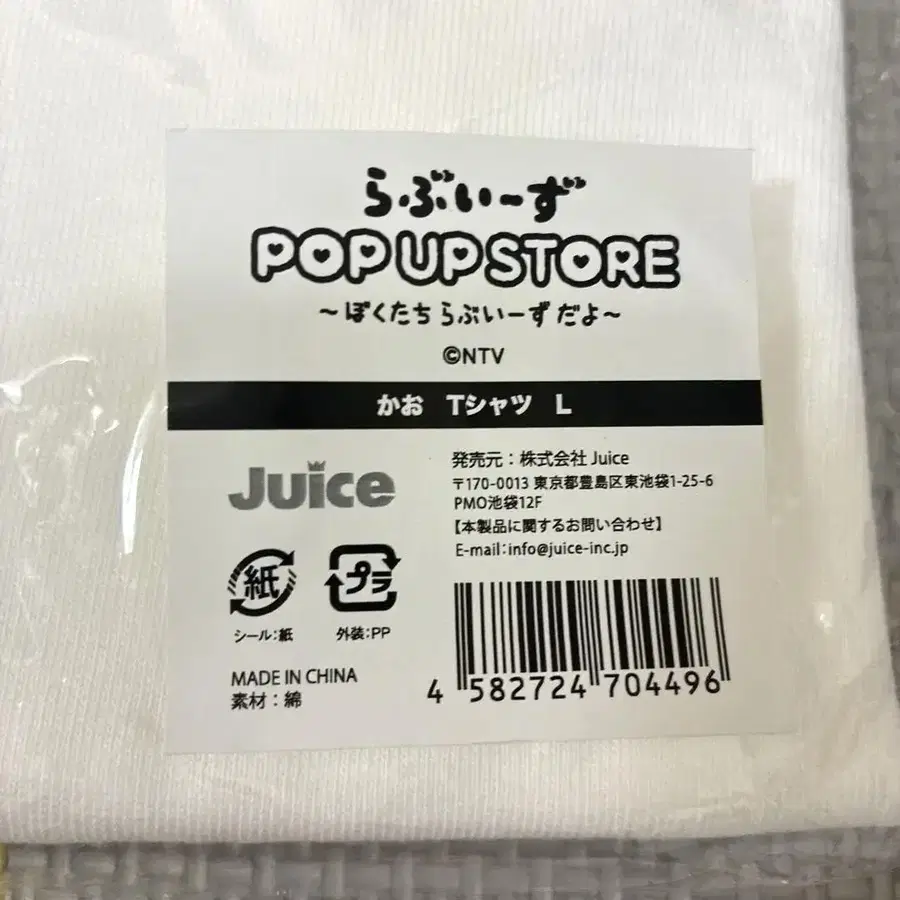 らぶいーず
POP UP STORE
～ぼくたち らぶいーず だよ～
©NTV
かお Tシャツ L
Juice
発売元：株式会社 Juice
〒170-0013 東京都豊島区東池袋1-25-6
PMO池袋12F
【本製品に関するお問い合わせ】
E-mail：info@juice-inc.jp
紙
プラ
シール：紙
外装：PP
MADE IN CHINA
素材：綿
4 582724 704496